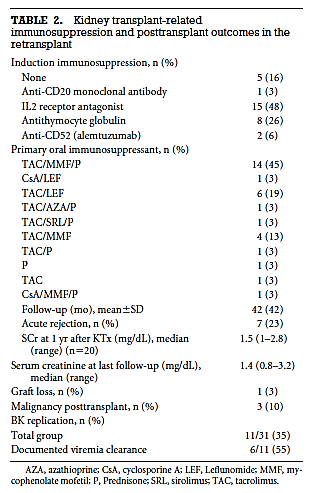 TABLE 2. Kidney transplant-related
immunosuppression and posttransplant outcomes in the
retransplant
Induction immunosuppression, n (%)
None 5 (16)
Anti-CD20 monoclonal antibody 1 (3)
IL2 receptor antagonist 15 (48)
Antithymocyte globulin 8 (26)
Anti-CD52 (alemtuzumab) 2 (6)
Primary oral immunosuppressant, n (%)
TAC/MMF/P 14 (45)
CsA/LEF 1 (3)
TAC/LEF 6 (19)
TAC/AZA/P 1 (3)
TAC/SRL/P 1 (3)
TAC/MMF 4 (13)
TAC/P 1 (3)
P 1 (3)
TAC 1 (3)
CsA/MMF/P 1 (3)
Follow-up (mo), mean±SD 42 (42)
Acute rejection, n (%) 7 (23)
SCr at 1 yr after KTx (mg/dL), median 1.5 (1–2.8)
(range) (n=20)
Serum creatinine at last follow-up (mg/dL), 1.4 (0.8–3.2)
median (range)
Graft loss, n (%) 1 (3)
Malignancy posttransplant, n (%) 3 (10)
BK replication, n (%)
Total group 11/31 (35)
Documented viremia clearance 6/11 (55)
AZA, azathioprine; CsA, cyclosporine A; LEF, Leflunomide; MMF, my-
cophenolate mofetil; P, Prednisone; SRL, sirolimus; TAC, tacrolimus.